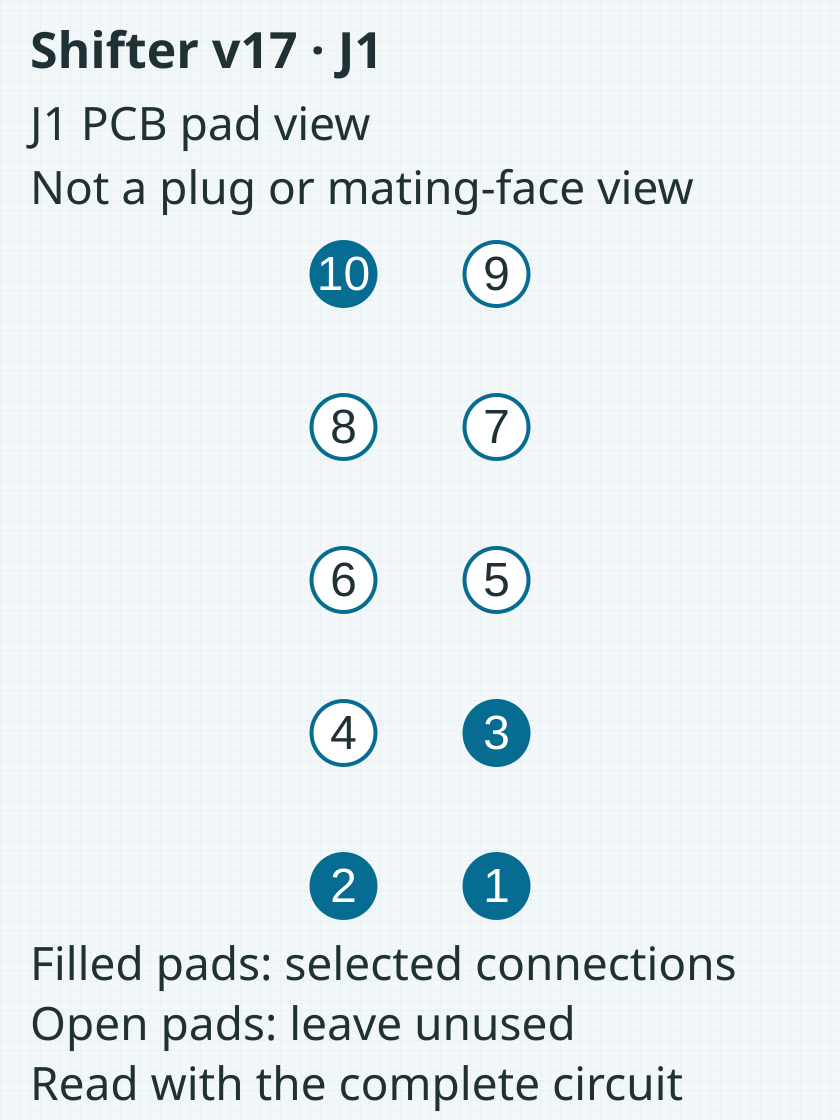 Shifter v17 · J1
J1 PCB pad view
Not a plug or mating-face view
10 9
8 7
6 5
4 3
2 1
Filled pads: selected connections
Open pads: leave unused
Read with the complete circuit